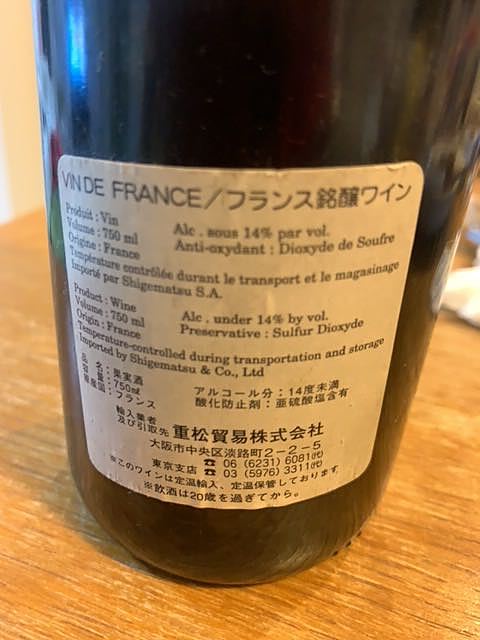 VIN DE FRANCE／フランス銘醸ワイン
Produit : Vin
Volume : 750 ml Alc . sous 14% par vol.
Origine : France Anti-oxydant : Dioxyde de Soufre
Température contrôlée durant le transport et le magasinage
Importé par Shigematsu S.A.
Product : Wine
Volume : 750 ml Alc . under 14% by vol.
Origin : France Preservative : Sulfur Dioxyde
Temperature-controlled during transportation and storage
Imported by Shigematsu & Co., Ltd
品名：果実酒
容量：750㎖ アルコール分：14度未満
原産国：フランス 酸化防止剤：亜硫酸塩含有
輸入業者
及び引取先 重松貿易株式会社
大阪市中央区淡路町2－2－5
☎ 06 (6231) 6081㈹
東京支店 ☎ 03 (5976) 3311㈹
※このワインは定温輸入、定温保管しております
※飲酒は20歳を過ぎてから。